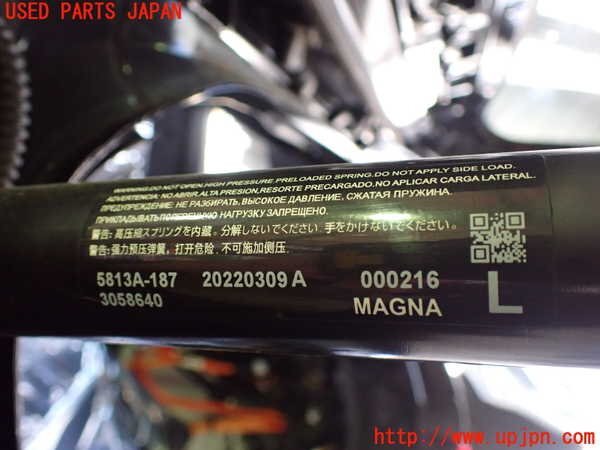 USED PARTS JAPAN
WARNING:DO NOT OPEN,HIGH PRESSURE PRELOADED SPRING.DO NOT APPLY SIDE LOAD.
ADVERTENCIA: NO ABRIR,ALTA PRESION,RESORTE PRECARGADO.NO APLICAR CARGA LATERAL.
ПРЕДУПРЕЖДЕНИЕ: НЕ РАЗБИРАТЬ, ВЫСОКОЕ ДАВЛЕНИЕ, СЖАТАЯ ПРУЖИНА.
ПРИКЛАДЫВАТЬ ПОПЕРЕЧНУЮ НАГРУЗКУ ЗАПРЕЩЕНО.
警告: 高圧縮スプリングを内蔵。分解しないでください. 手をかけないでください.
警告: 强力预压弹簧, 打开危险. 不可施加侧压.
5813A-187 20220309 A 000216
3058640 MAGNA L
http://www.upjpn.com/